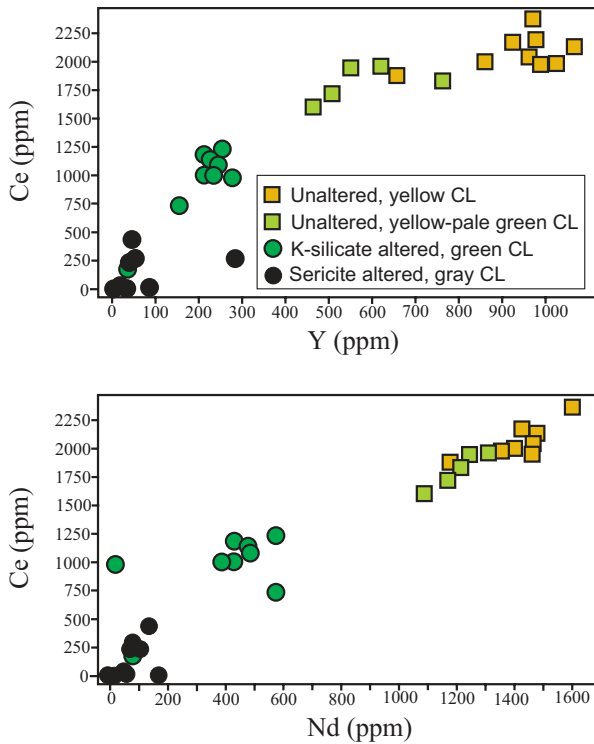 2250
2000
1750
1500
1250
1000
750
500
250
0
Ce (ppm)
Unaltered, yellow CL
Unaltered, yellow-pale green CL
K-silicate altered, green CL
Sericite altered, gray CL
0 100 200 300 400 500 600 700 800 900 1000
Y (ppm)
2250
2000
1750
1500
1250
1000
750
500
250
0
Ce (ppm)
0 200 400 600 1000 1200 1400 1600
Nd (ppm)